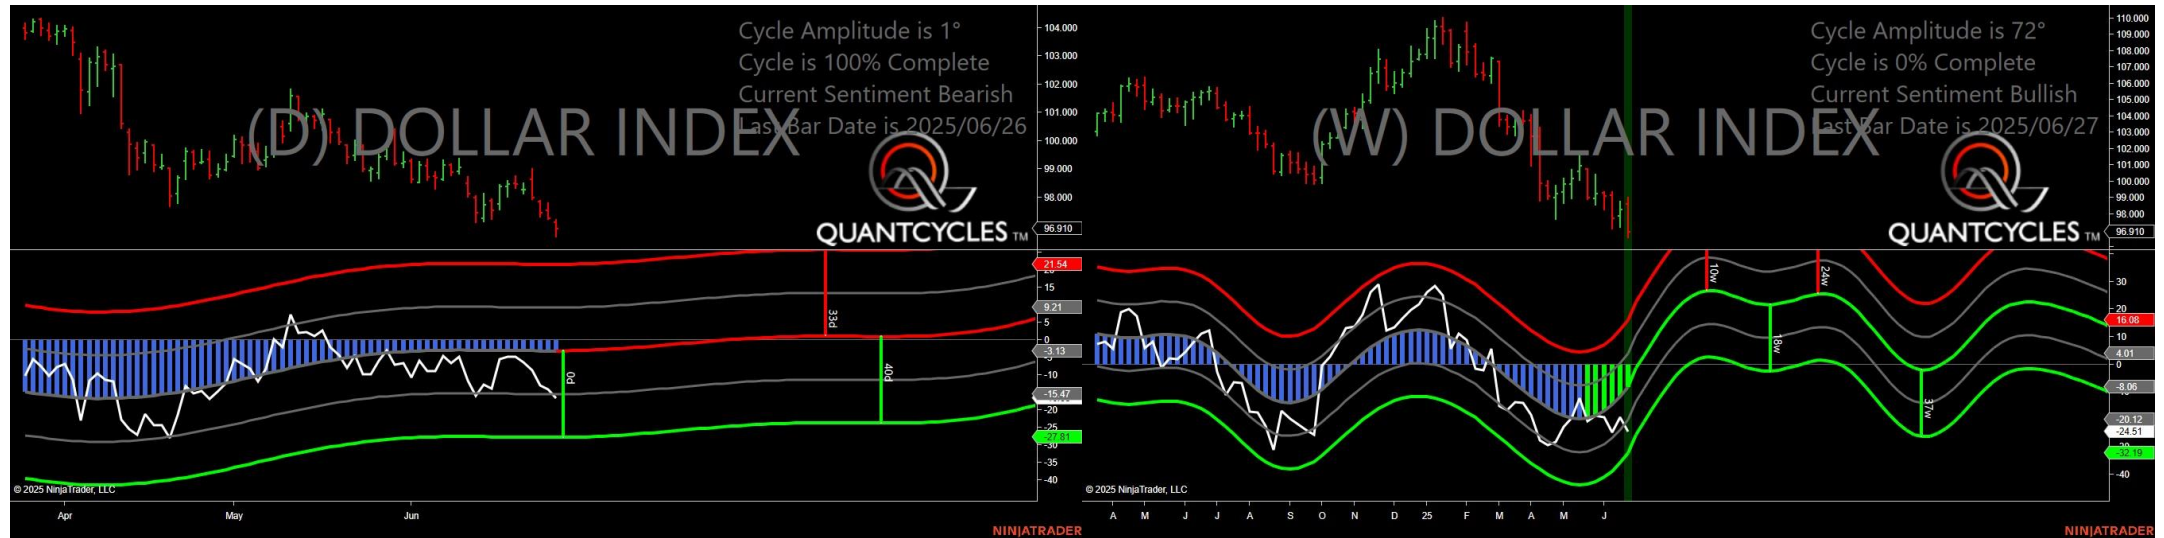 Cycle Amplitude is 1°
Cycle is 100% Complete
Current Sentiment Bearish
Last Bar Date is 2025/06/26
(D) DOLLAR INDEX
QUANTCYCLES TM
104.000
103.000
102.000
101.000
100.000
99.000
98.000
96.910
21.54
15
9.21
5
0
-3.13
-10
-15.47
-20
-25
-27.81
-30
-35
-40
33d
0d
40d
© 2025 NinjaTrader, LLC
Apr May Jun
NINJATRADER
Cycle Amplitude is 72°
Cycle is 0% Complete
Current Sentiment Bullish
Last Bar Date is 2025/06/27
(W) DOLLAR INDEX
QUANTCYCLES TM
110.000
109.000
108.000
107.000
106.000
105.000
104.000
103.000
102.000
101.000
100.000
99.000
98.000
96.910
30
20
16.08
10
4.01
0
-8.06
-20.12
-24.51
-32.19
-40
10w
24w
18w
37w
© 2025 NinjaTrader, LLC
A M J J A S O N D 25 F M A M J
NINJATRADER